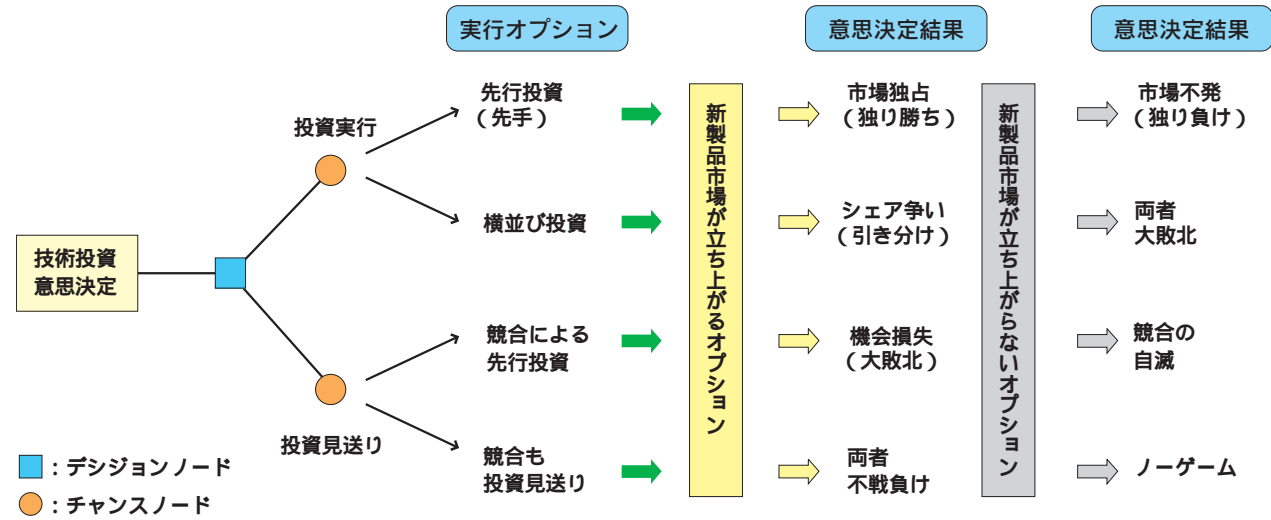 実行オプション
意思決定結果
意思決定結果
先行投資
(先手)
市場独占
(独り勝ち)
市場不発
(独り負け)
投資実行
横並び投資
シェア争い
(引き分け)
両者
大敗北
技術投資
意思決定
新製品市場が立ち上がるオプション
新製品市場が立ち上がらないオプション
競合による
先行投資
機会損失
(大敗北)
競合の
自滅
投資見送り
競合も
投資見送り
両者
不戦負け
ノーゲーム
:デシジョンノード
:チャンスノード